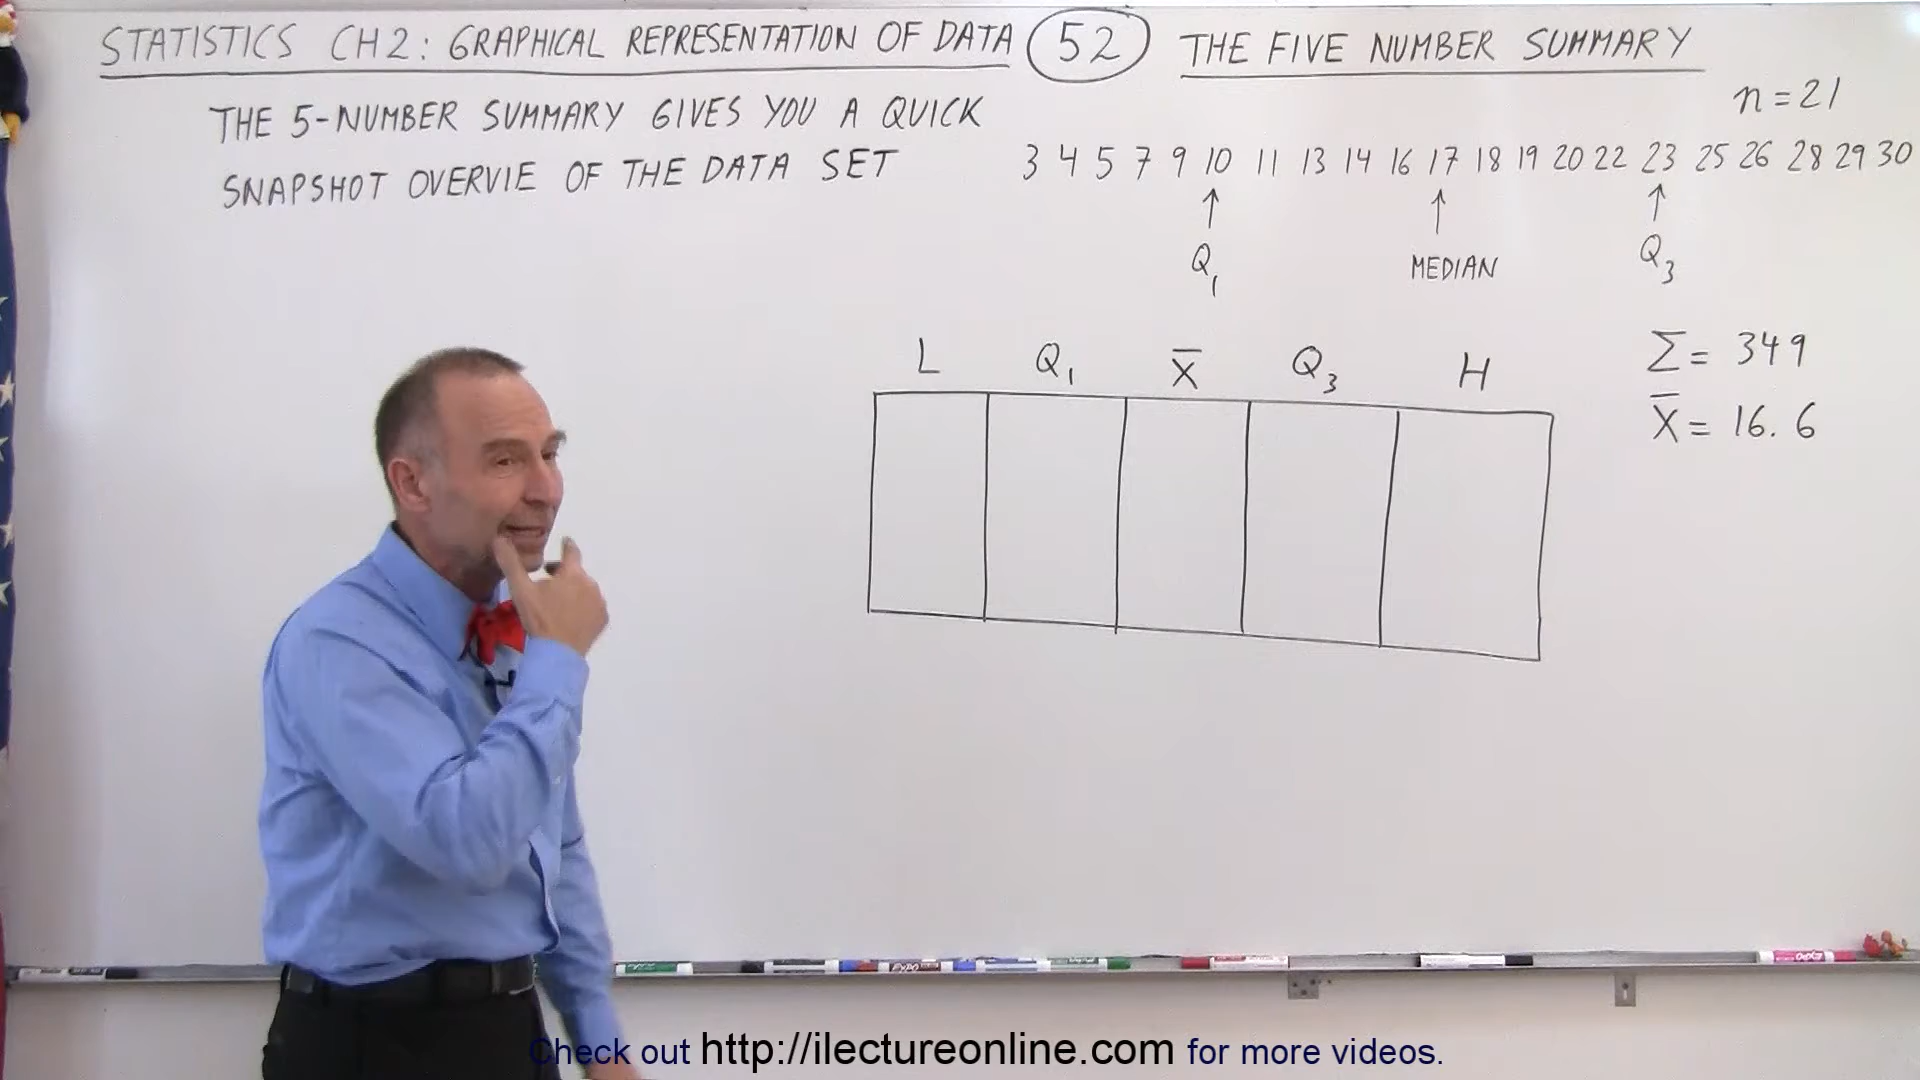 STATISTICS CH2: GRAPHICAL REPRESENTATION OF DATA 52 THE FIVE NUMBER SUMMARY
THE 5-NUMBER SUMMARY GIVES YOU A QUICK
SNAPSHOT OVERVIE OF THE DATA SET
n = 21
3 4 5 7 9 10 11 13 14 16 17 18 19 20 22 23 25 26 28 29 30
↑ ↑ ↑
Q₁ MEDIAN Q₃
L Q₁ X̅ Q₃ H
Σ = 349
X̅ = 16.6
EXPO
EXPO
Check out http://ilectureonline.com for more videos.